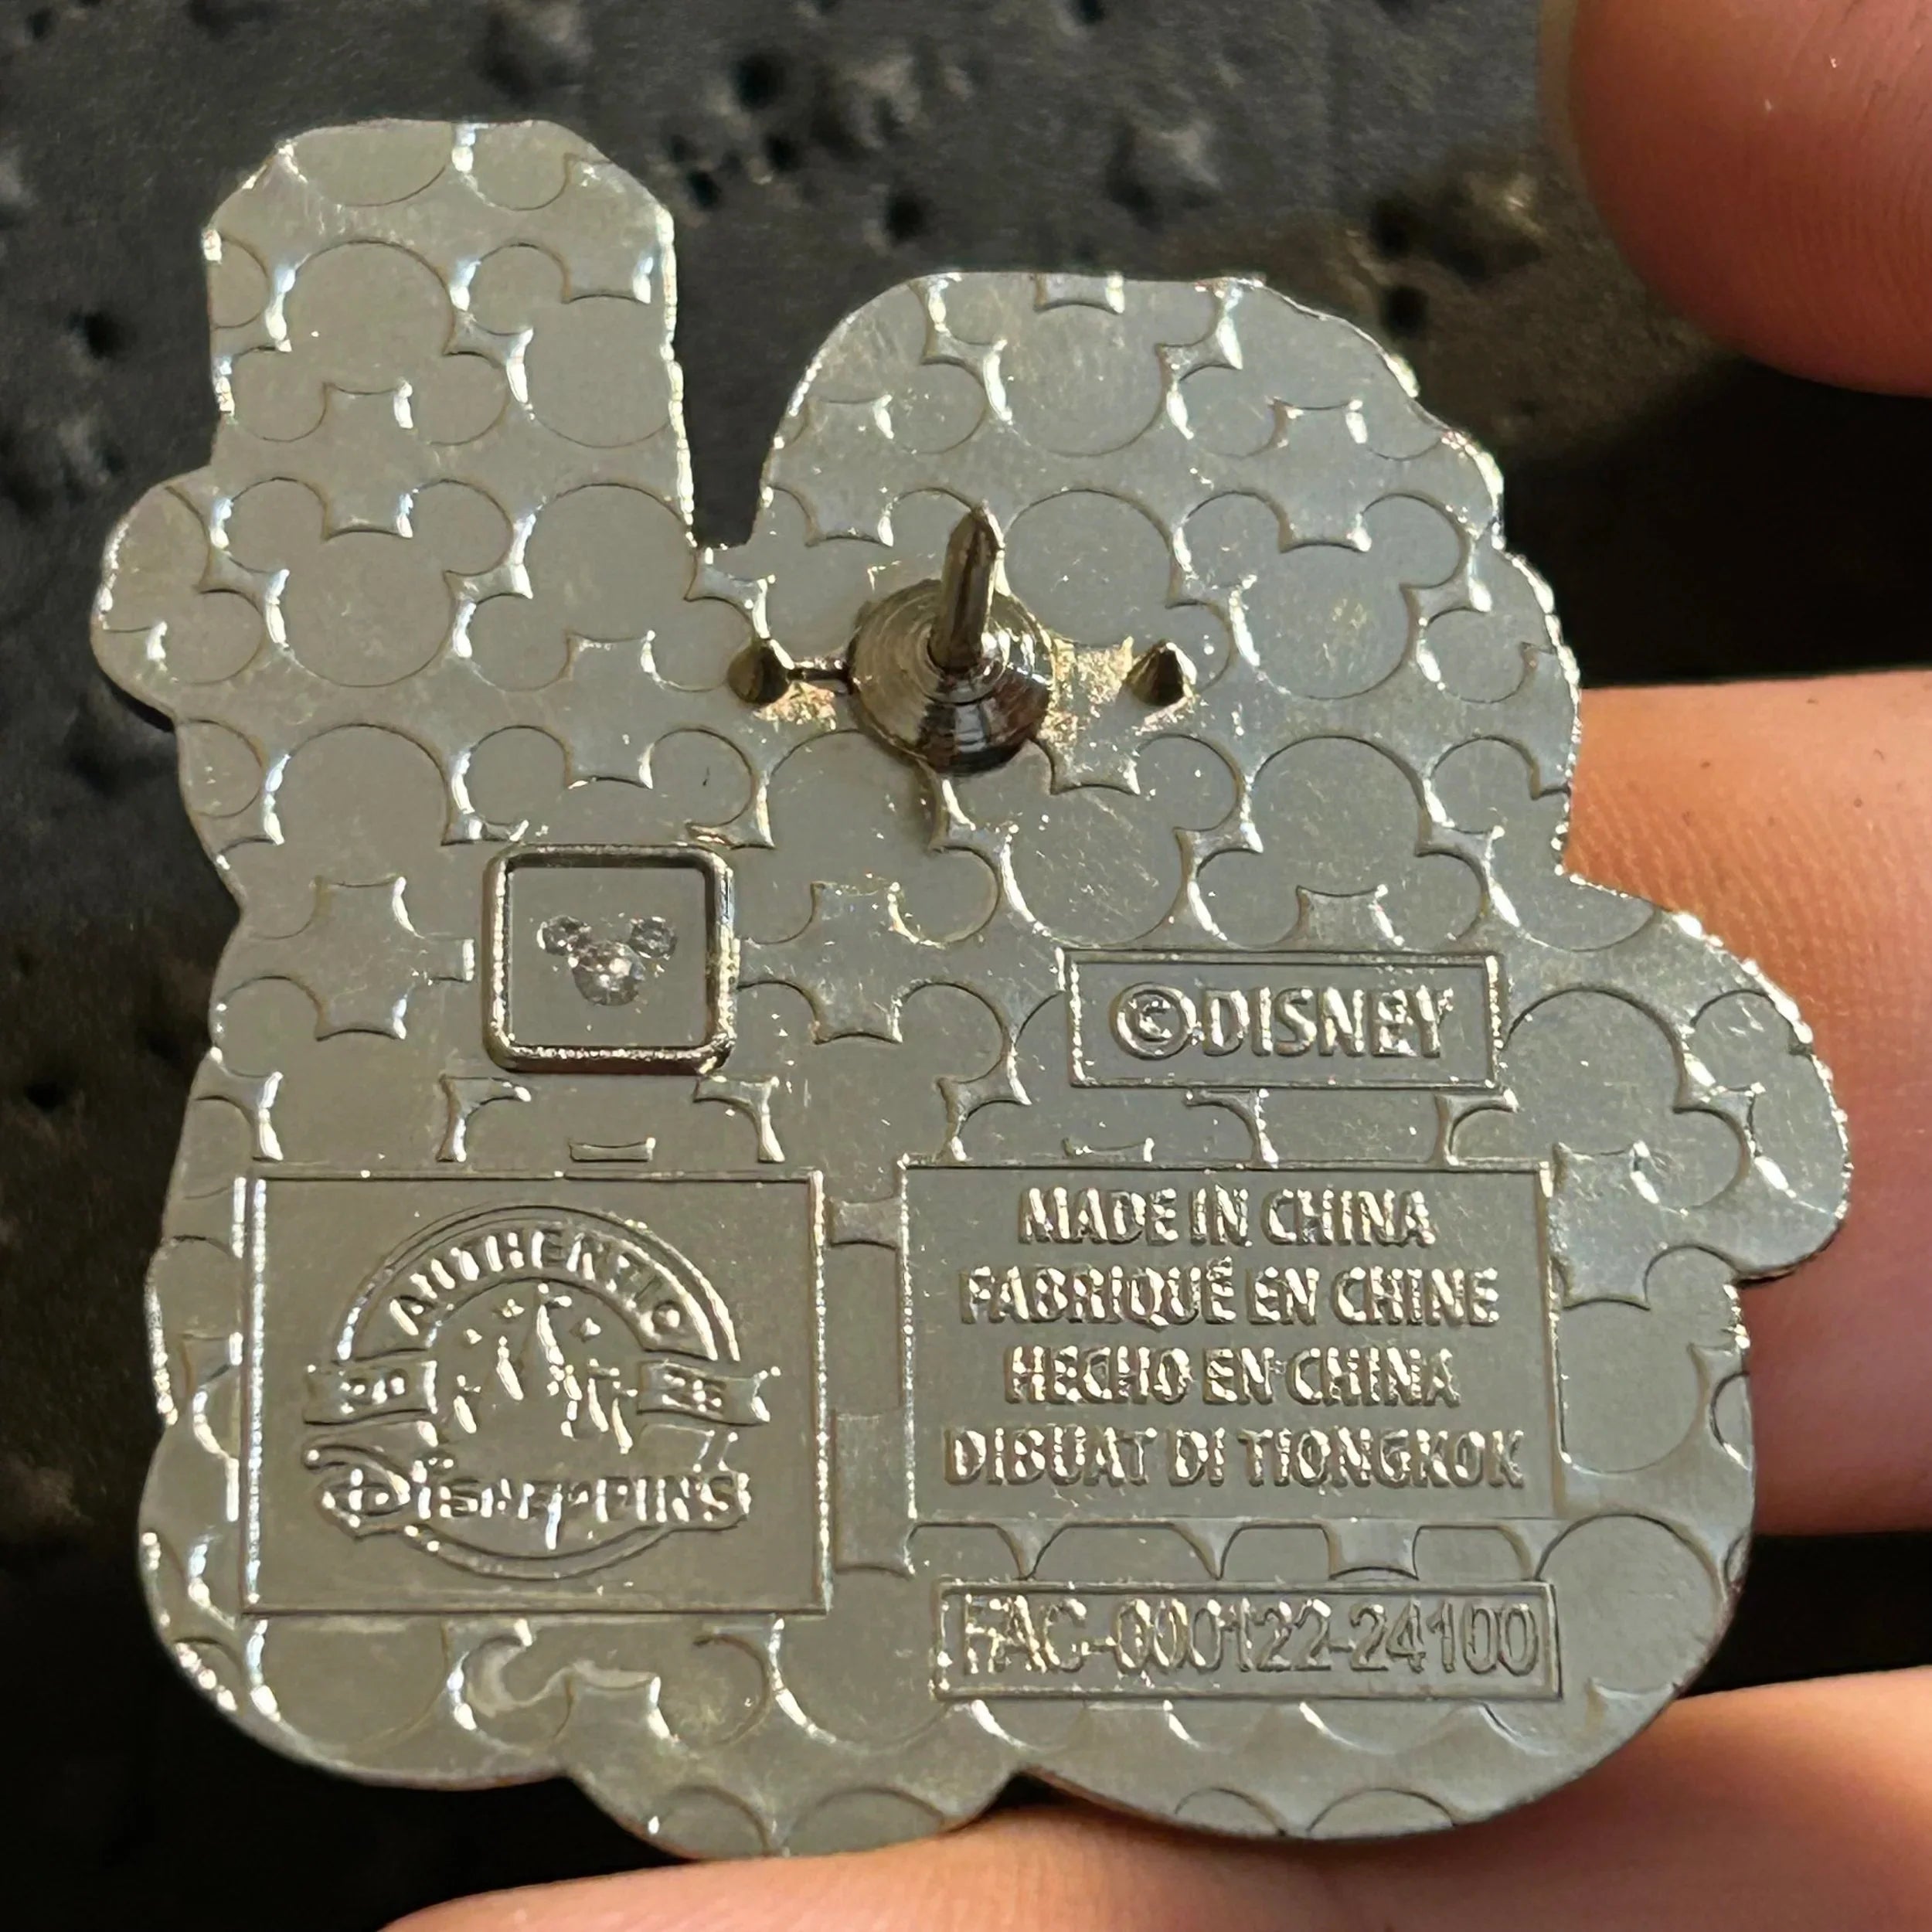 ©DISNEY
AUTHENTIC
20 25
Disney PINS
MADE IN CHINA
FABRIQUÉ EN CHINE
HECHO EN CHINA
DIBUAT DI TIONGKOK
FAC-000122-24100